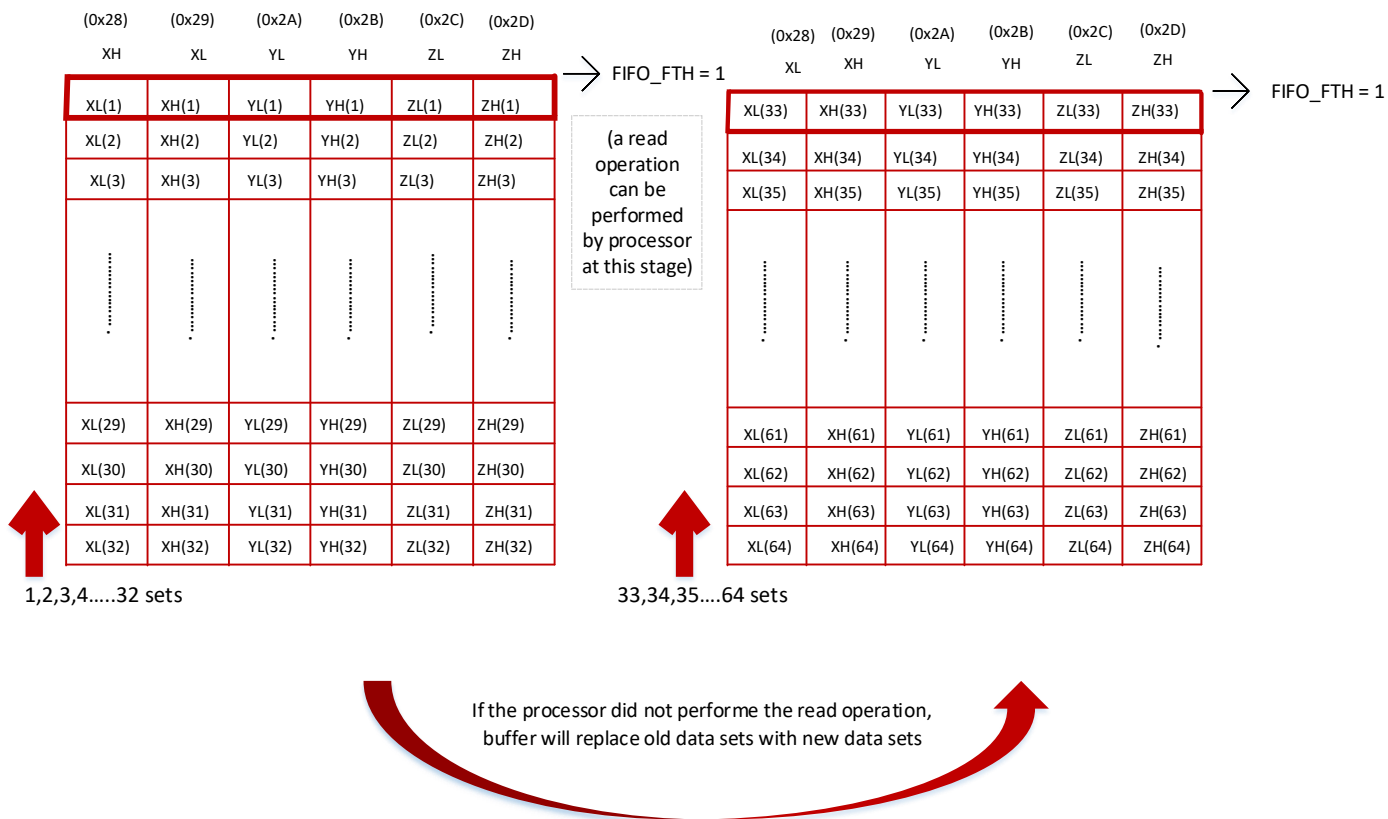 (0x28) (0x29) (0x2A) (0x2B) (0x2C) (0x2D)
XH XL YL YH ZL ZH
XL(1) XH(1) YL(1) YH(1) ZL(1) ZH(1)
XL(2) XH(2) YL(2) YH(2) ZL(2) ZH(2)
XL(3) XH(3) YL(3) YH(3) ZL(3) ZH(3)
XL(29) XH(29) YL(29) YH(29) ZL(29) ZH(29)
XL(30) XH(30) YL(30) YH(30) ZL(30) ZH(30)
XL(31) XH(31) YL(31) YH(31) ZL(31) ZH(31)
XL(32) XH(32) YL(32) YH(32) ZL(32) ZH(32)
1,2,3,4.....32 sets
FIFO_FTH = 1
(a read
operation
can be
performed
by processor
at this stage)
(0x28) (0x29) (0x2A) (0x2B) (0x2C) (0x2D)
XL XH YL YH ZL ZH
XL(33) XH(33) YL(33) YH(33) ZL(33) ZH(33)
XL(34) XH(34) YL(34) YH(34) ZL(34) ZH(34)
XL(35) XH(35) YL(35) YH(35) ZL(35) ZH(35)
XL(61) XH(61) YL(61) YH(61) ZL(61) ZH(61)
XL(62) XH(62) YL(62) YH(62) ZL(62) ZH(62)
XL(63) XH(63) YL(63) YH(63) ZL(63) ZH(63)
XL(64) XH(64) YL(64) YH(64) ZL(64) ZH(64)
33,34,35....64 sets
FIFO_FTH = 1
If the processor did not performe the read operation,
buffer will replace old data sets with new data sets